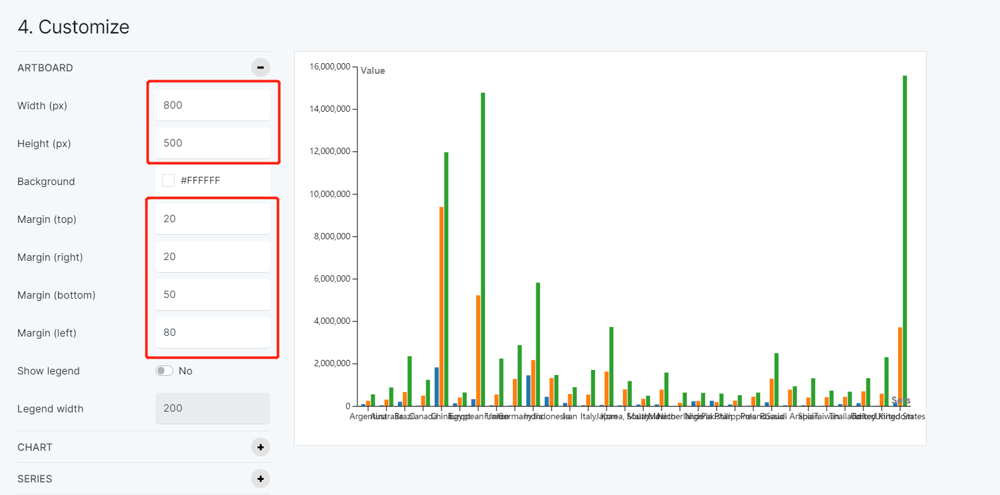 4. Customize
ARTBOARD
Width (px)
800
Height (px)
500
Background
#FFFFFF
Margin (top)
20
Margin (right)
20
Margin (bottom)
50
Margin (left)
80
Show legend
No
Legend width
200
CHART
SERIES
16,000,000
Value
14,000,000
12,000,000
10,000,000
8,000,000
6,000,000
4,000,000
2,000,000
0
Sets
Argentina Australia Brazil Canada China Egypt European Union France Germany India Indonesia Iran Italy Japan Korea, South Malaysia Mexico Netherlands Nigeria Pakistan Philippines Poland Russia Saudi Arabia Spain Taiwan Thailand Turkey United Kingdom United States